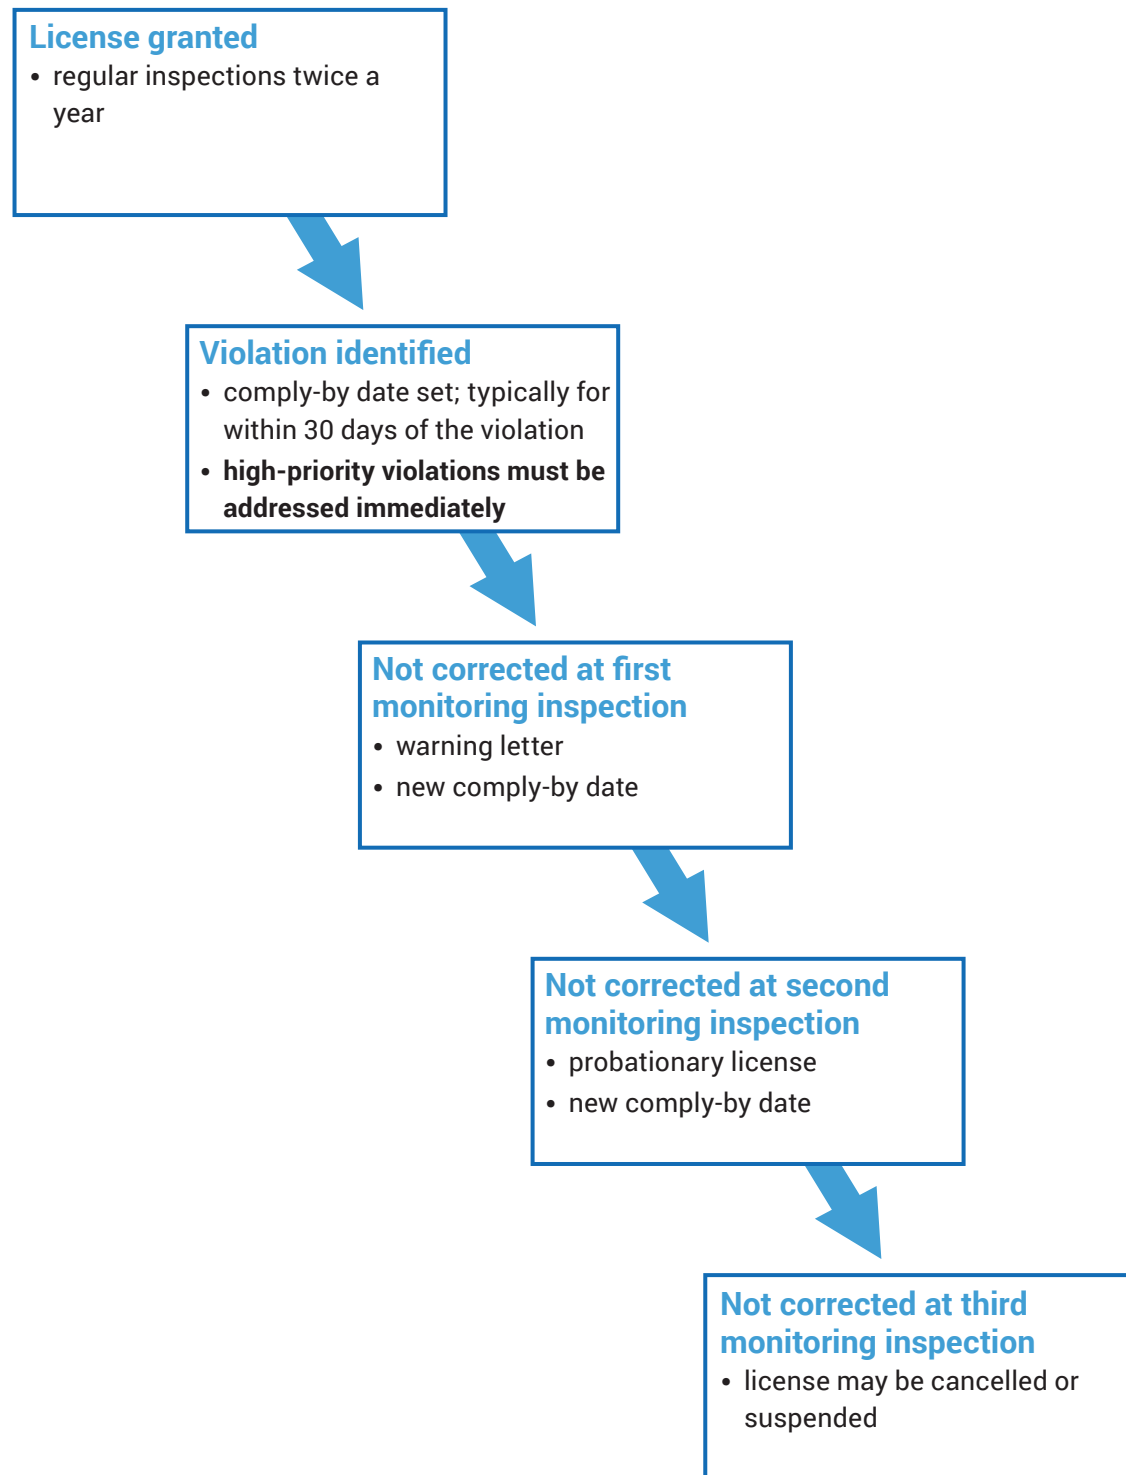 License granted
• regular inspections twice a
year
Violation identified
• comply-by date set; typically for
within 30 days of the violation
• high-priority violations must be
addressed immediately
Not corrected at first
monitoring inspection
• warning letter
• new comply-by date
Not corrected at second
monitoring inspection
• probationary license
• new comply-by date
Not corrected at third
monitoring inspection
• license may be cancelled or
suspended